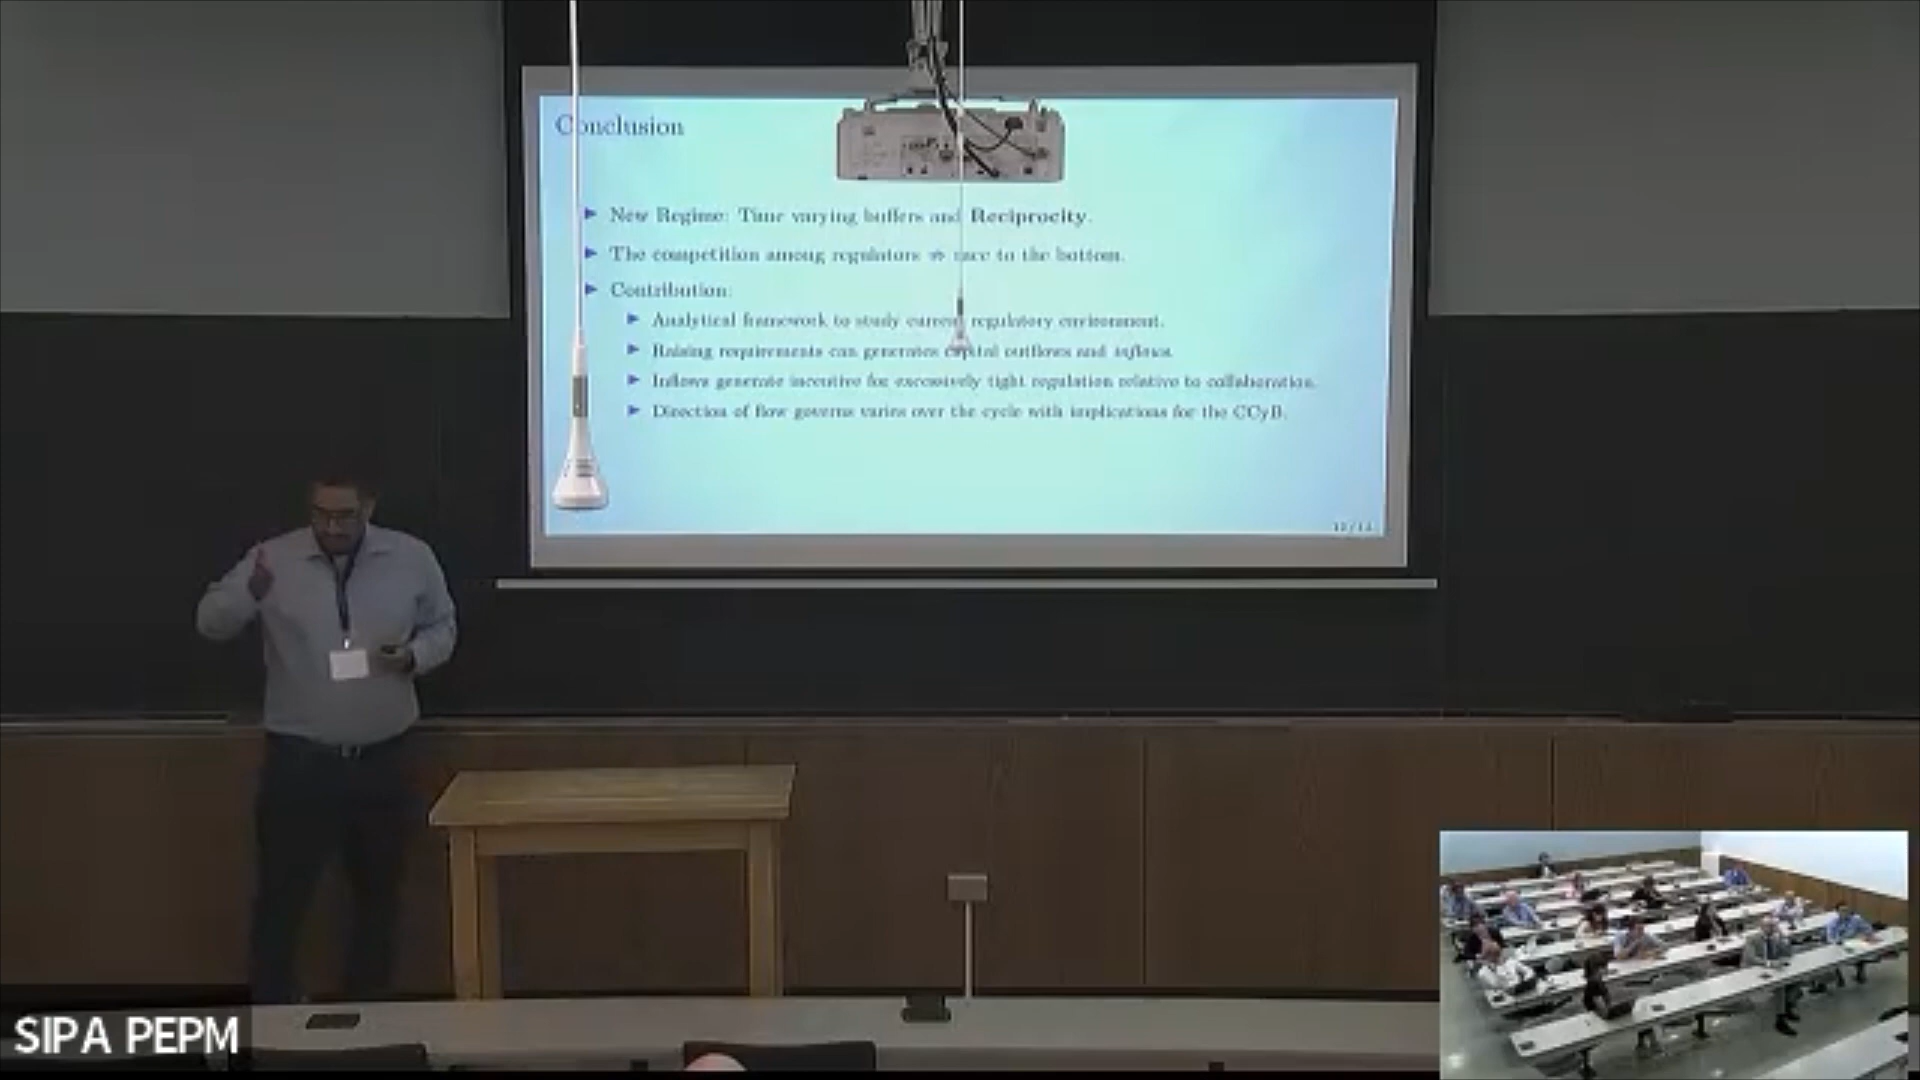 Conclusion
▶ New Regime: Time varying buffers and Reciprocity.
▶ The competition among regulators ⇏ race to the bottom.
▶ Contribution:
▶ Analytical framework to study current regulatory environment.
▶ Raising requirements can generates capital outflows and inflows.
▶ Inflows generate incentive for excessively tight regulation relative to collaboration.
▶ Direction of flow governs varies over the cycle with implications for the CCyB.
SIPA PEPM